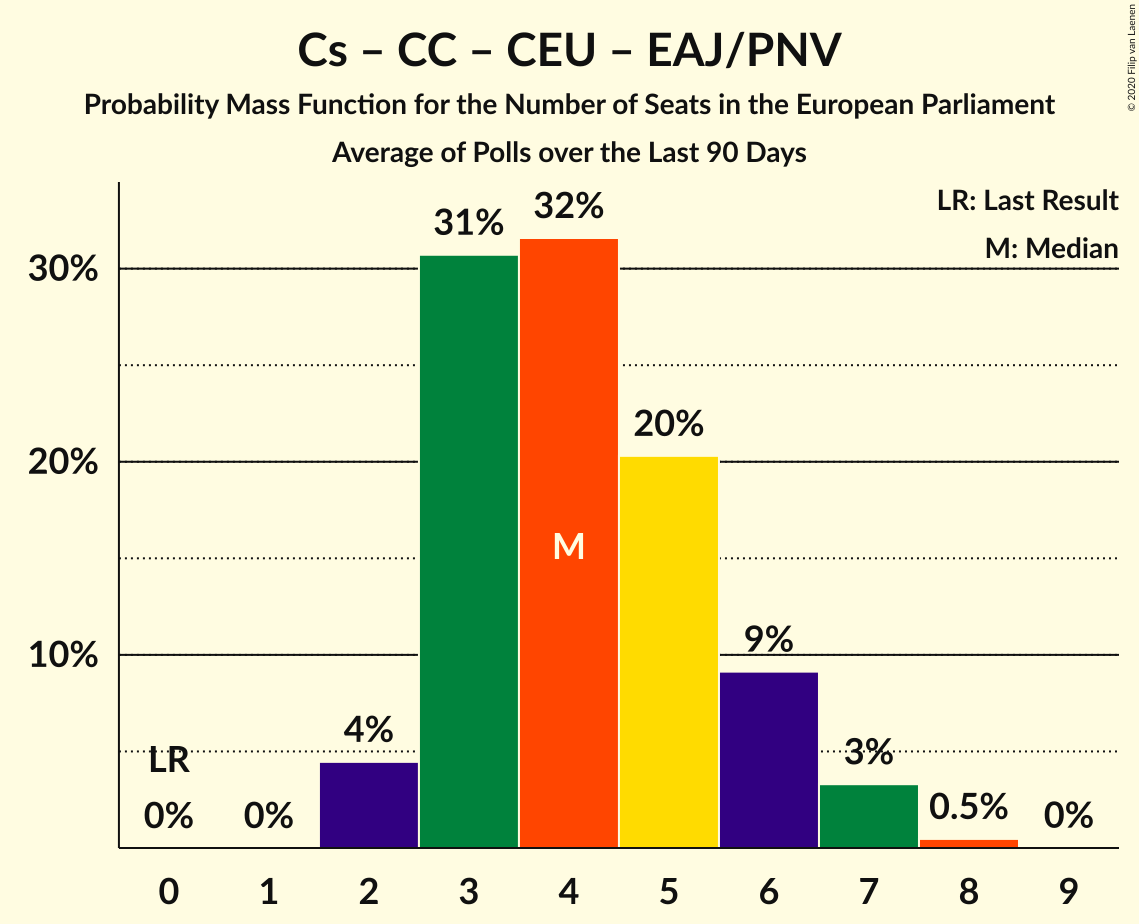 Cs – CC – CEU – EAJ/PNV
Probability Mass Function for the Number of Seats in the European Parliament
Average of Polls over the Last 90 Days
© 2020 Filip van Laenen
LR: Last Result
M: Median
30%
20%
10%
LR
0%
0%
4%
31%
32%
M
20%
9%
3%
0.5%
0%
0 1 2 3 4 5 6 7 8 9